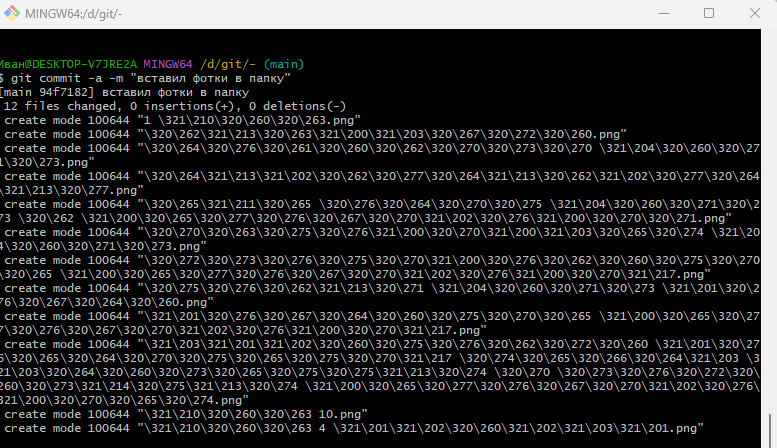 MINGW64:/d/git/-
Иван@DESKTOP-V7JRE2A MINGW64 /d/git/- (main)
$ git commit -a -m "вставил фотки в папку"
[main 94f7182] вставил фотки в папку
12 files changed, 0 insertions(+), 0 deletions(-)
create mode 100644 "1 \321\210\320\260\320\263.png"
create mode 100644 "\320\262\321\213\320\263\321\200\321\203\320\267\320\272\320\260.png"
create mode 100644 "\320\264\320\276\320\261\320\260\320\262\320\270\320\273\320\270 \321\204\320\260\320\27
1\320\273.png"
create mode 100644 "\320\264\321\213\321\202\320\262\320\277\320\264\321\213\320\262\321\202\320\277\320\264
\321\213\320\277.png"
create mode 100644 "\320\265\321\211\320\265 \320\276\320\264\320\270\320\275 \321\204\320\260\320\271\320\2
73 \320\262 \321\200\320\265\320\277\320\276\320\267\320\270\321\202\320\276\321\200\320\270\320\271.png"
create mode 100644 "\320\270\320\263\320\275\320\276\321\200\320\270\321\200\321\203\320\265\320\274 \321\20
4\320\260\320\271\320\273.png"
create mode 100644 "\320\272\320\273\320\276\320\275\320\270\321\200\320\276\320\262\320\260\320\275\320\270
\320\265 \321\200\320\265\320\277\320\276\320\267\320\270\321\202\320\276\321\200\320\270\321\217.png"
create mode 100644 "\320\275\320\276\320\262\321\213\320\271 \321\204\320\260\320\271\320\273 \321\201\320\2
76\320\267\320\264\320\260.png"
create mode 100644 "\321\201\320\276\320\267\320\264\320\260\320\275\320\270\320\265 \321\200\320\265\320\27
7\320\276\320\267\320\270\321\202\320\276\321\200\320\270\321\217.png"
create mode 100644 "\321\203\321\201\321\202\320\260\320\275\320\276\320\262\320\272\320\260 \321\201\320\27
6\320\265\320\264\320\270\320\275\320\265\320\275\320\270\321\217 \320\274\320\265\320\266\320\264\321\203 \3
21\203\320\264\320\260\320\273\320\265\320\275\320\275\321\213\320\274 \320\270 \320\273\320\276\320\272\320\
260\320\273\321\214\320\275\321\213\320\274 \321\200\320\265\320\277\320\276\320\267\320\270\321\202\320\276\
321\200\320\270\320\265\320\274.png"
create mode 100644 "\321\210\320\260\320\263 10.png"
create mode 100644 "\321\210\320\260\320\263 4 \321\201\321\202\320\260\321\202\321\203\321\201.png"